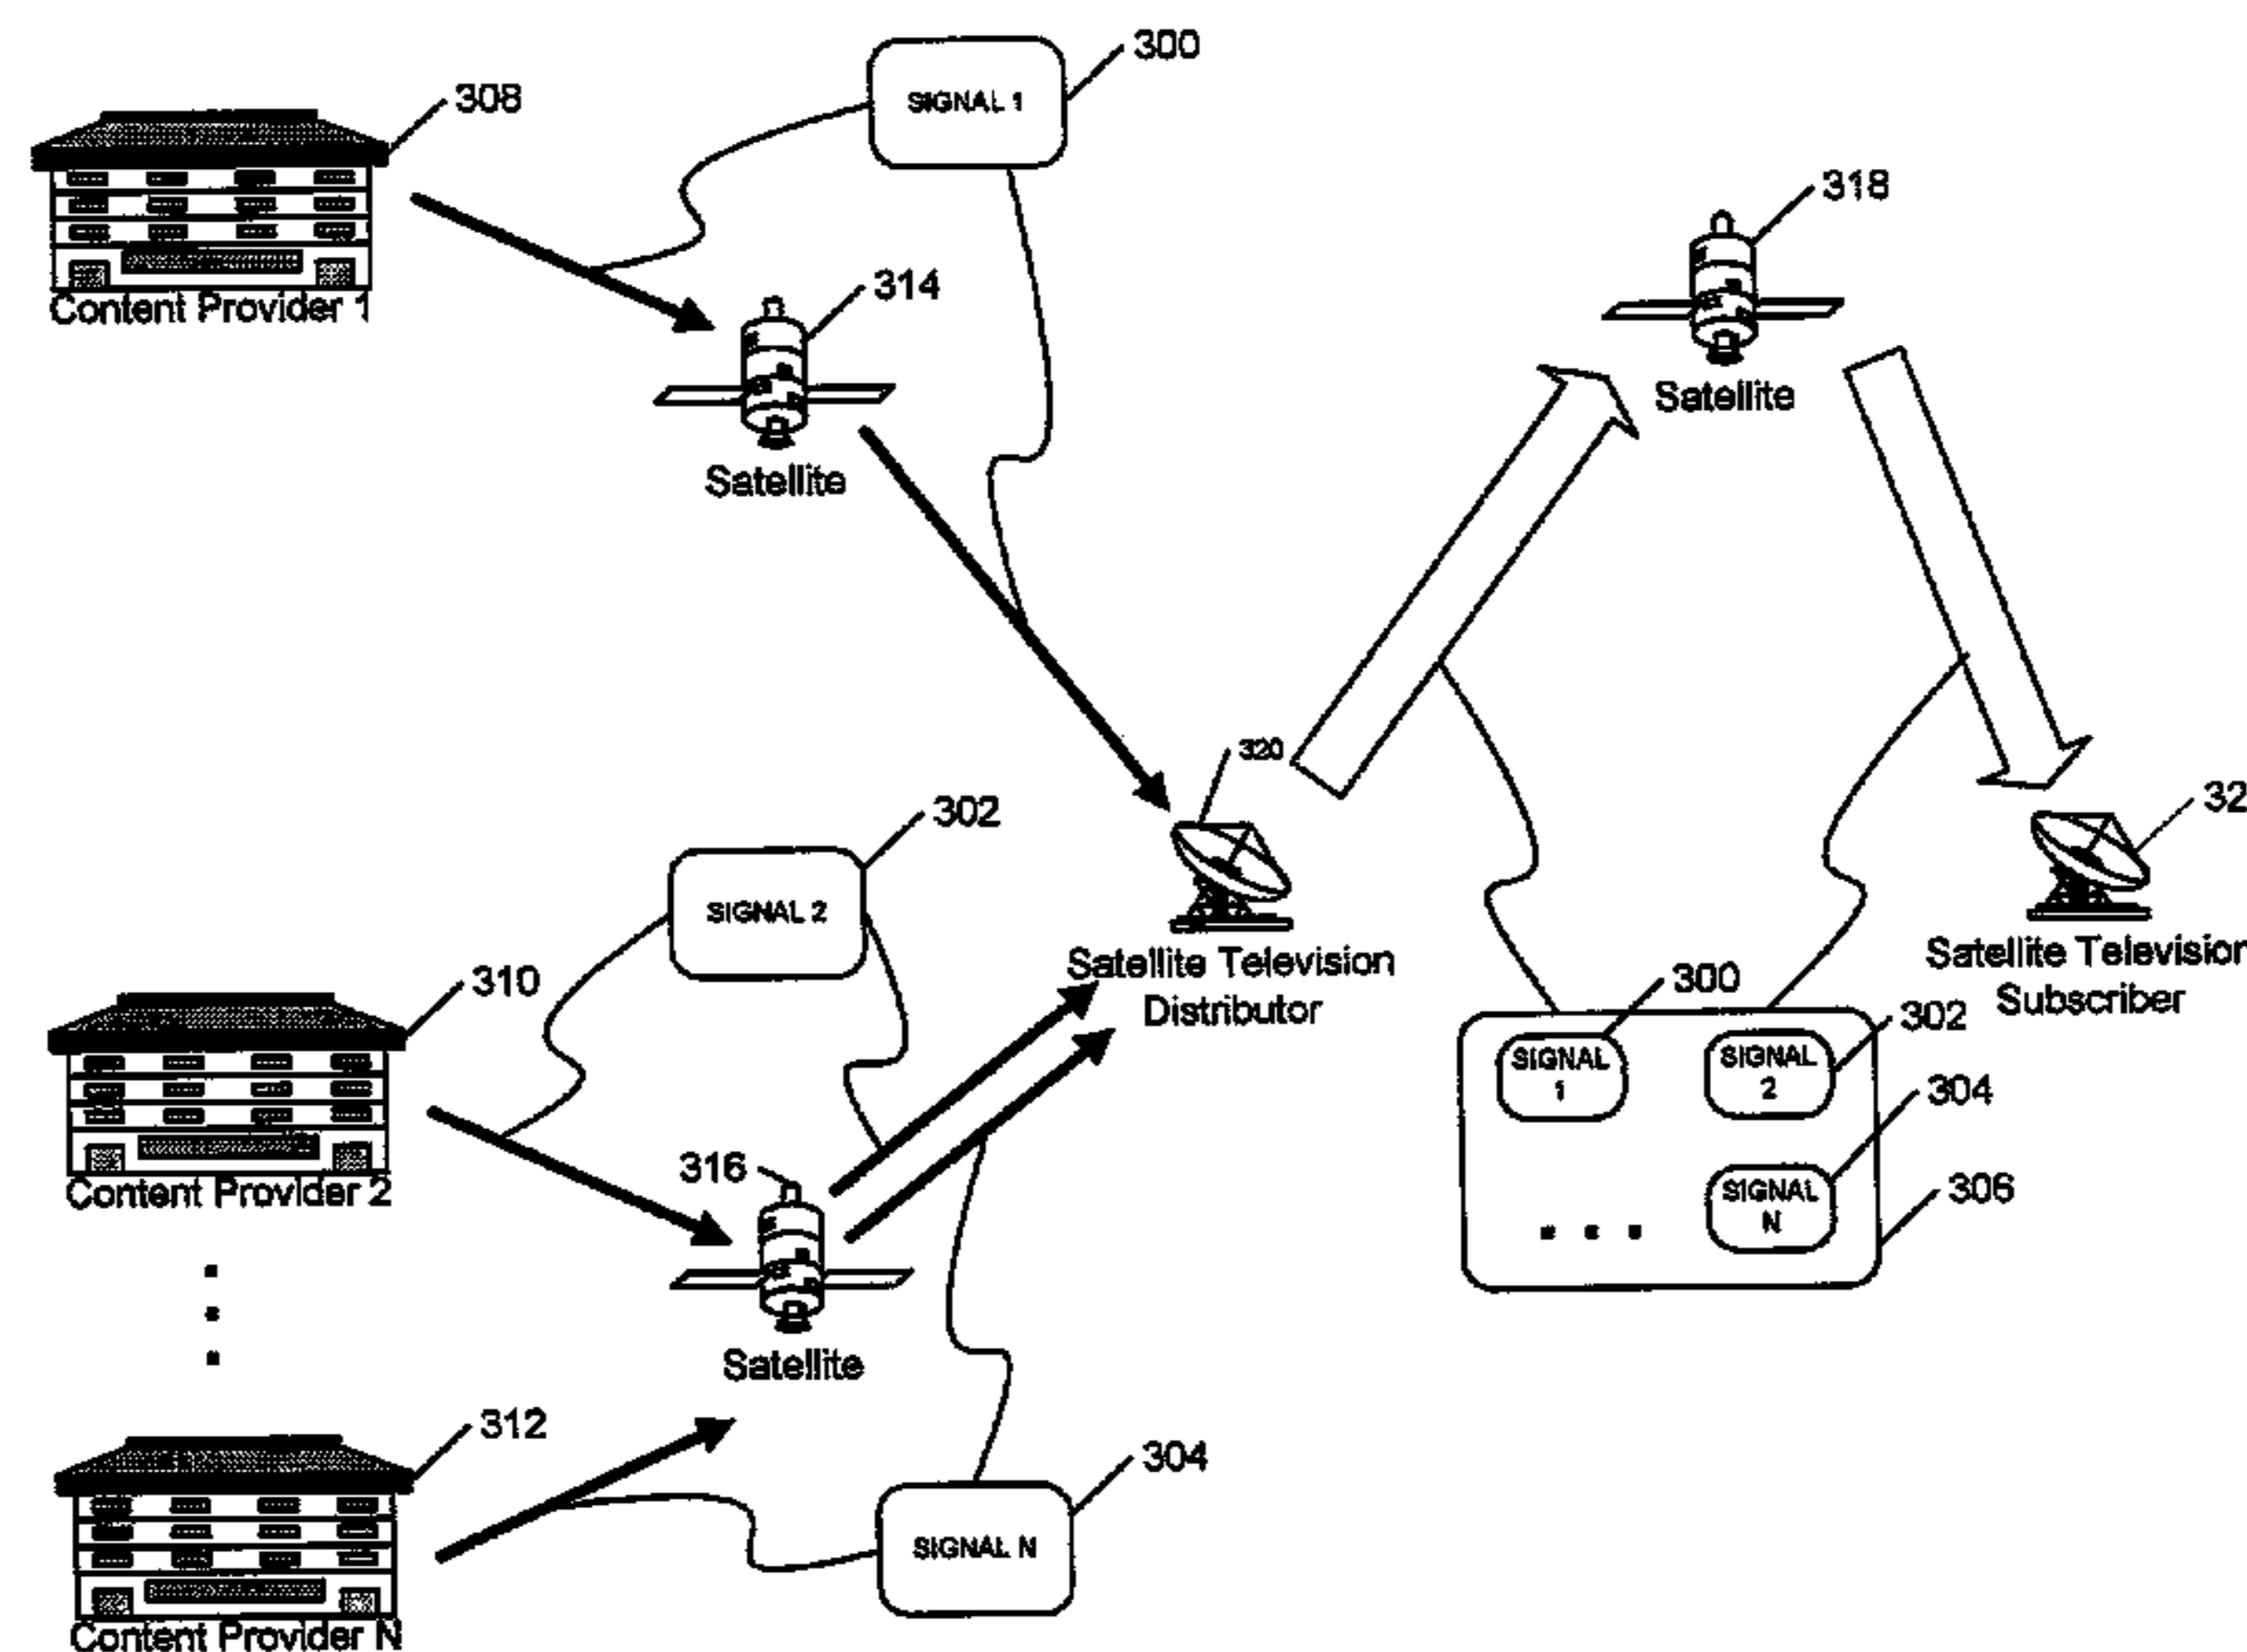 300
SIGNAL 1
308
Content Provider 1
314
Satellite
318
Satellite
320
Satellite Television
Distributor
302
SIGNAL 2
310
Content Provider 2
316
Satellite
312
Content Provider N
304
SIGNAL N
32
Satellite Television
Subscriber
300
SIGNAL
1
302
SIGNAL
2
304
SIGNAL
N
306